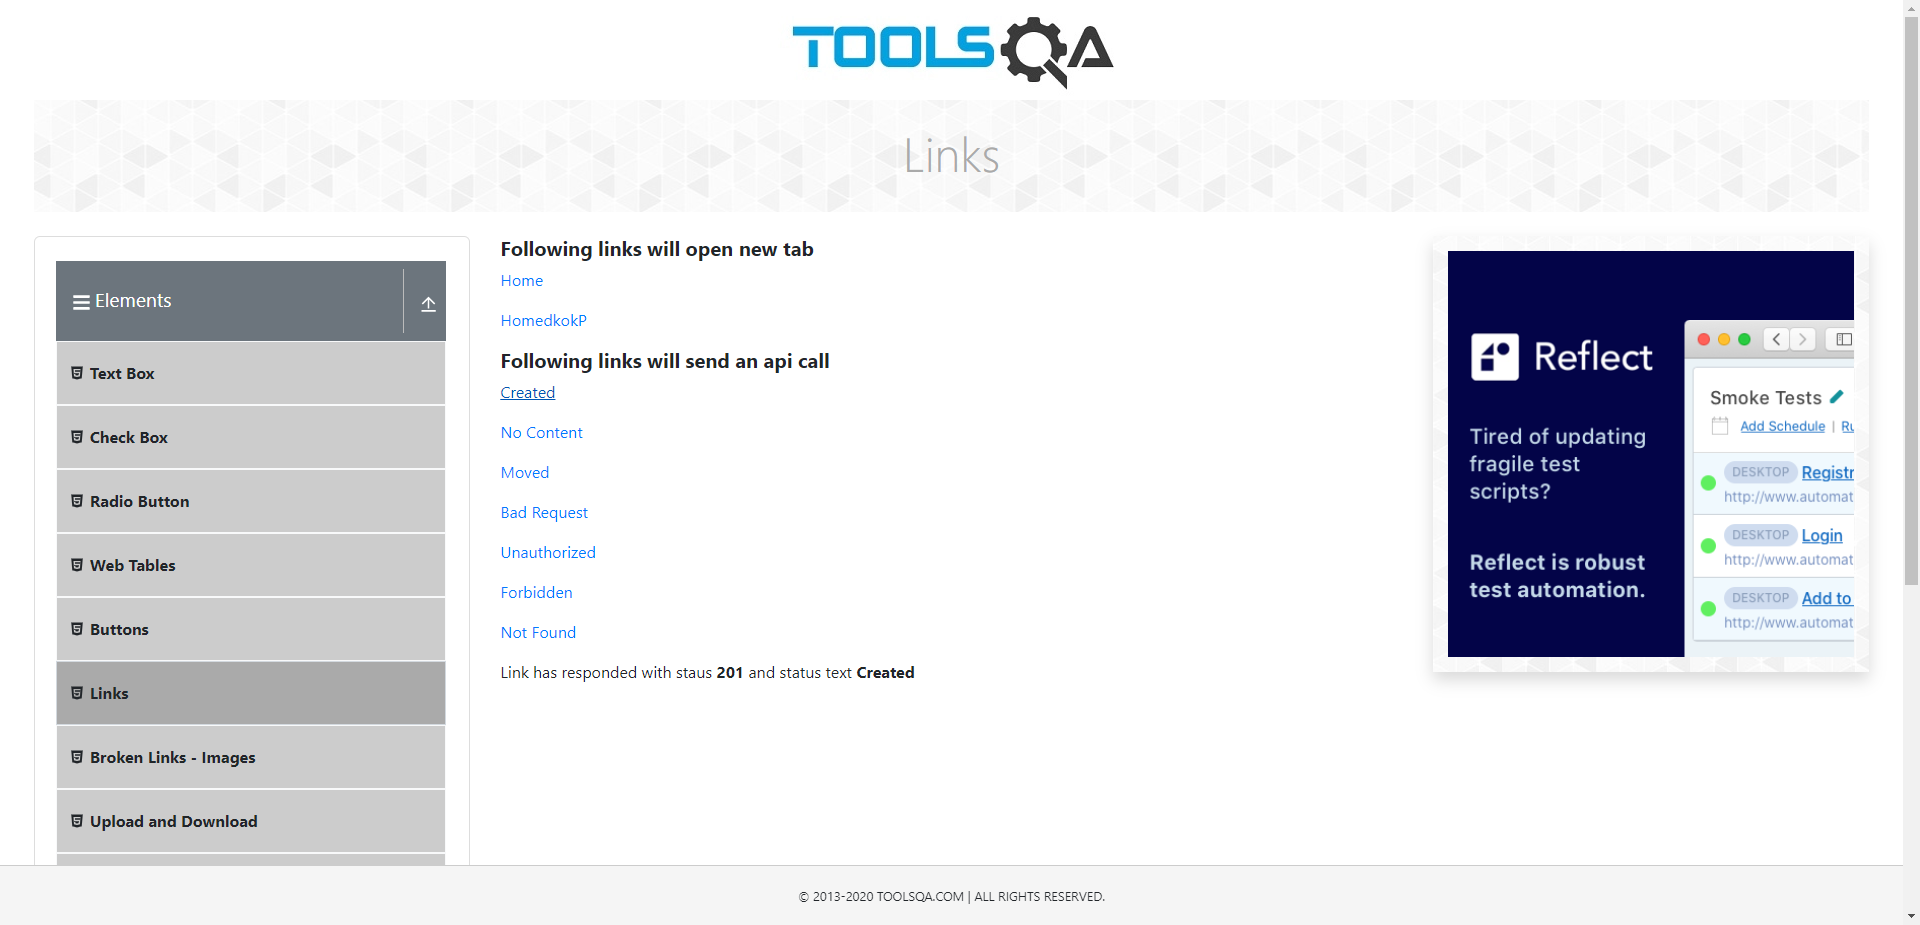 TOOLSQA
Links
Elements
Text Box
Check Box
Radio Button
Web Tables
Buttons
Links
Broken Links - Images
Upload and Download
Following links will open new tab
Home
HomedkokP
Following links will send an api call
Created
No Content
Moved
Bad Request
Unauthorized
Forbidden
Not Found
Link has responded with staus 201 and status text Created
Reflect
Tired of updating
fragile test
scripts?
Reflect is robust
test automation.
Smoke Tests
Add Schedule | Ru
DESKTOP Registr
http://www.automat
DESKTOP Login
http://www.automat
DESKTOP Add to
http://www.automat
© 2013-2020 TOOLSQA.COM | ALL RIGHTS RESERVED.